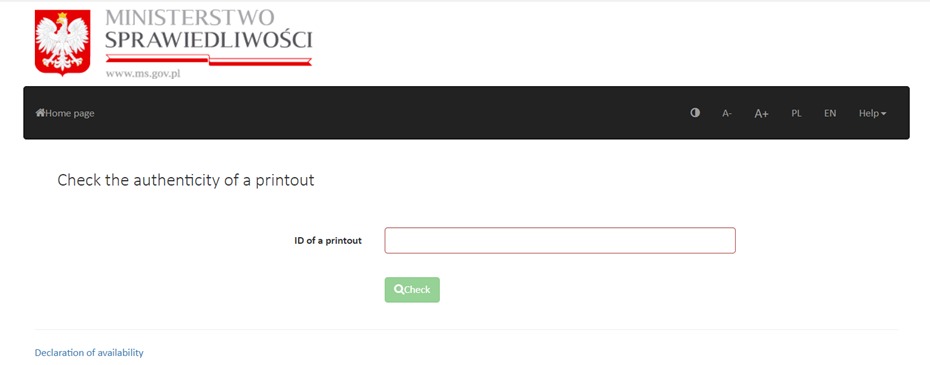 MINISTERSTWO
SPRAWIEDLIWOŚCI
www.ms.gov.pl
Home page A- A+ PL EN Help
Check the authenticity of a printout
ID of a printout
Check
Declaration of availability